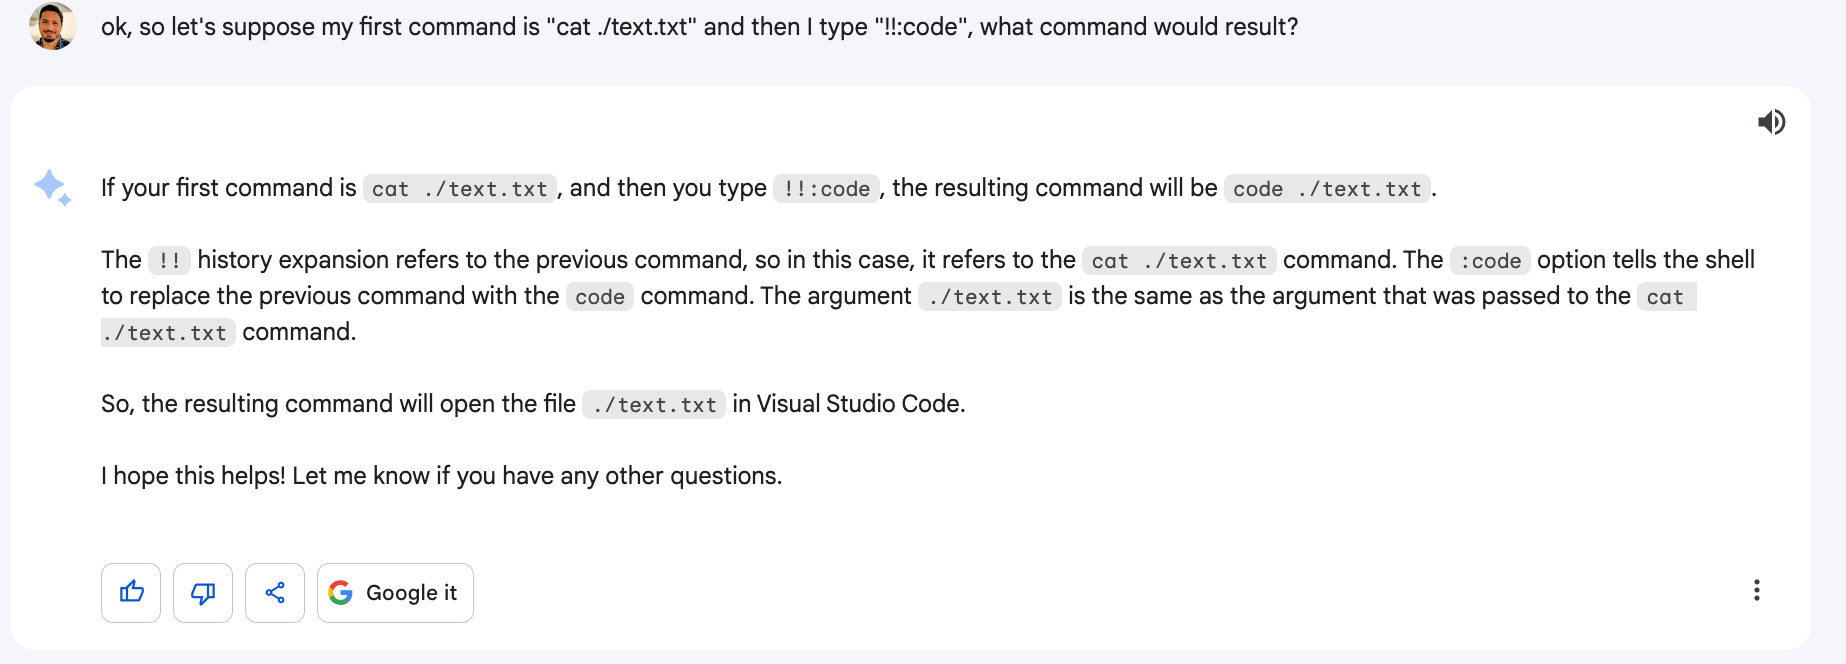 ok, so let's suppose my first command is "cat ./text.txt" and then I type "!!:code", what command would result?
If your first command is cat ./text.txt, and then you type !!:code, the resulting command will be code ./text.txt.
The !! history expansion refers to the previous command, so in this case, it refers to the cat ./text.txt command. The :code option tells the shell
to replace the previous command with the code command. The argument ./text.txt is the same as the argument that was passed to the cat
./text.txt command.
So, the resulting command will open the file ./text.txt in Visual Studio Code.
I hope this helps! Let me know if you have any other questions.
Google it